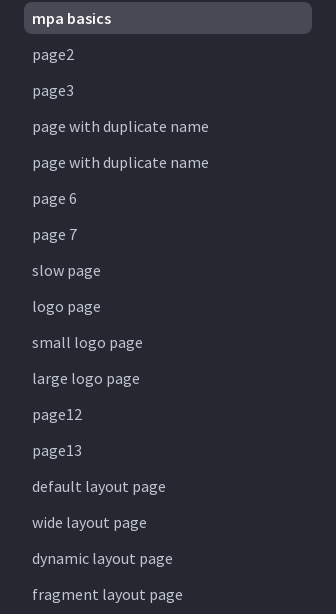 mpa basics
page2
page3
page with duplicate name
page with duplicate name
page 6
page 7
slow page
logo page
small logo page
large logo page
page12
page13
default layout page
wide layout page
dynamic layout page
fragment layout page